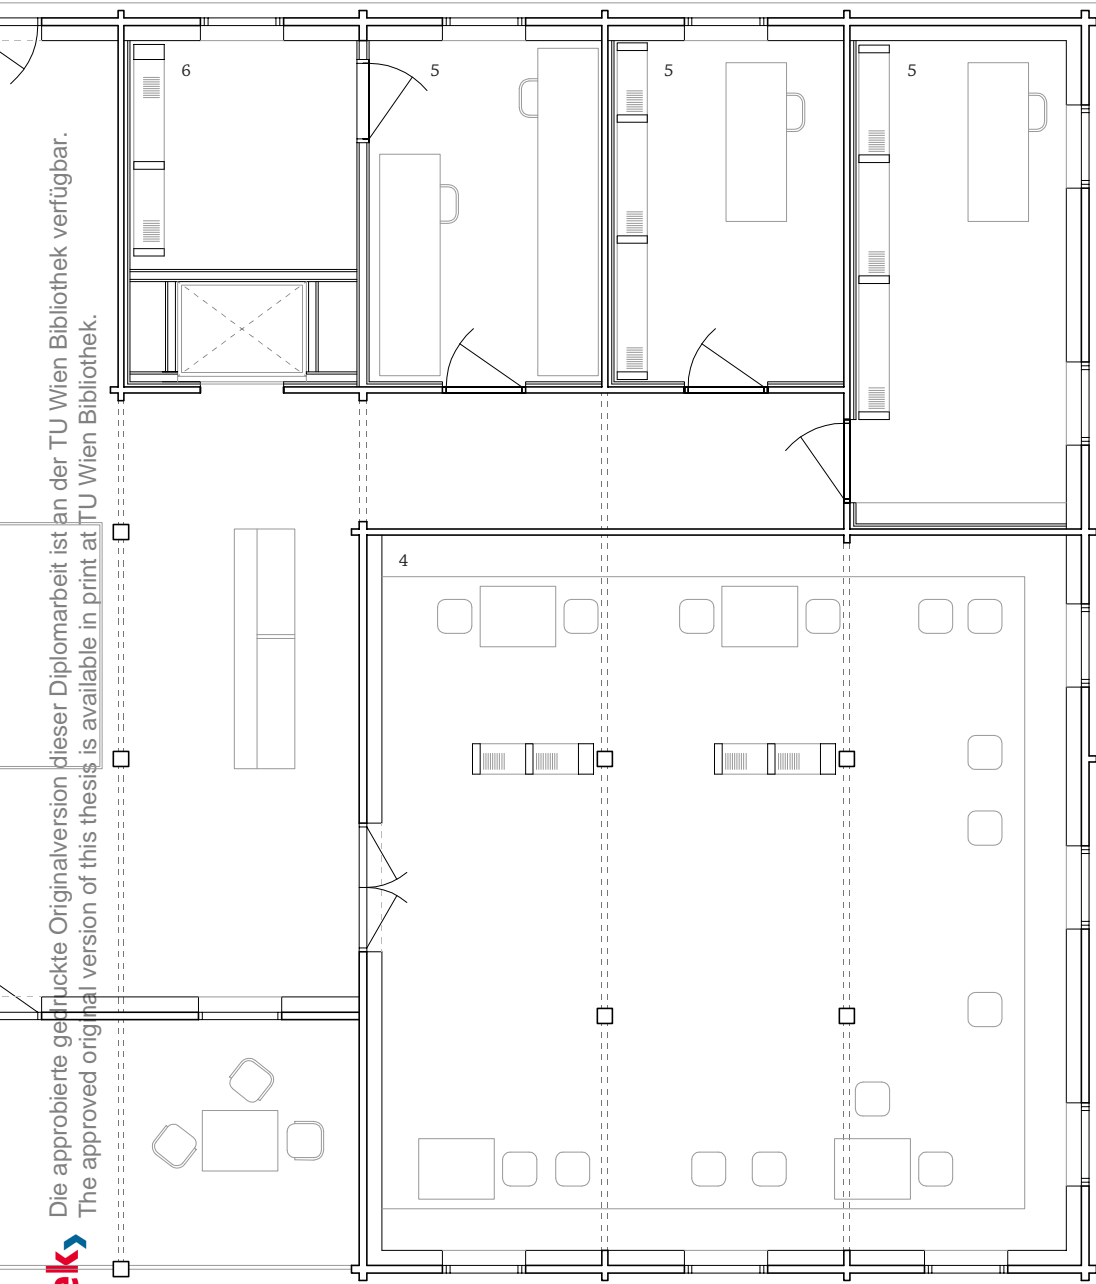 6
5
5
5
4
Die approbierte gedruckte Originalversion dieser Diplomarbeit ist an der TU Wien Bibliothek verfügbar.
The approved original version of this thesis is available in print at TU Wien Bibliothek.
ek